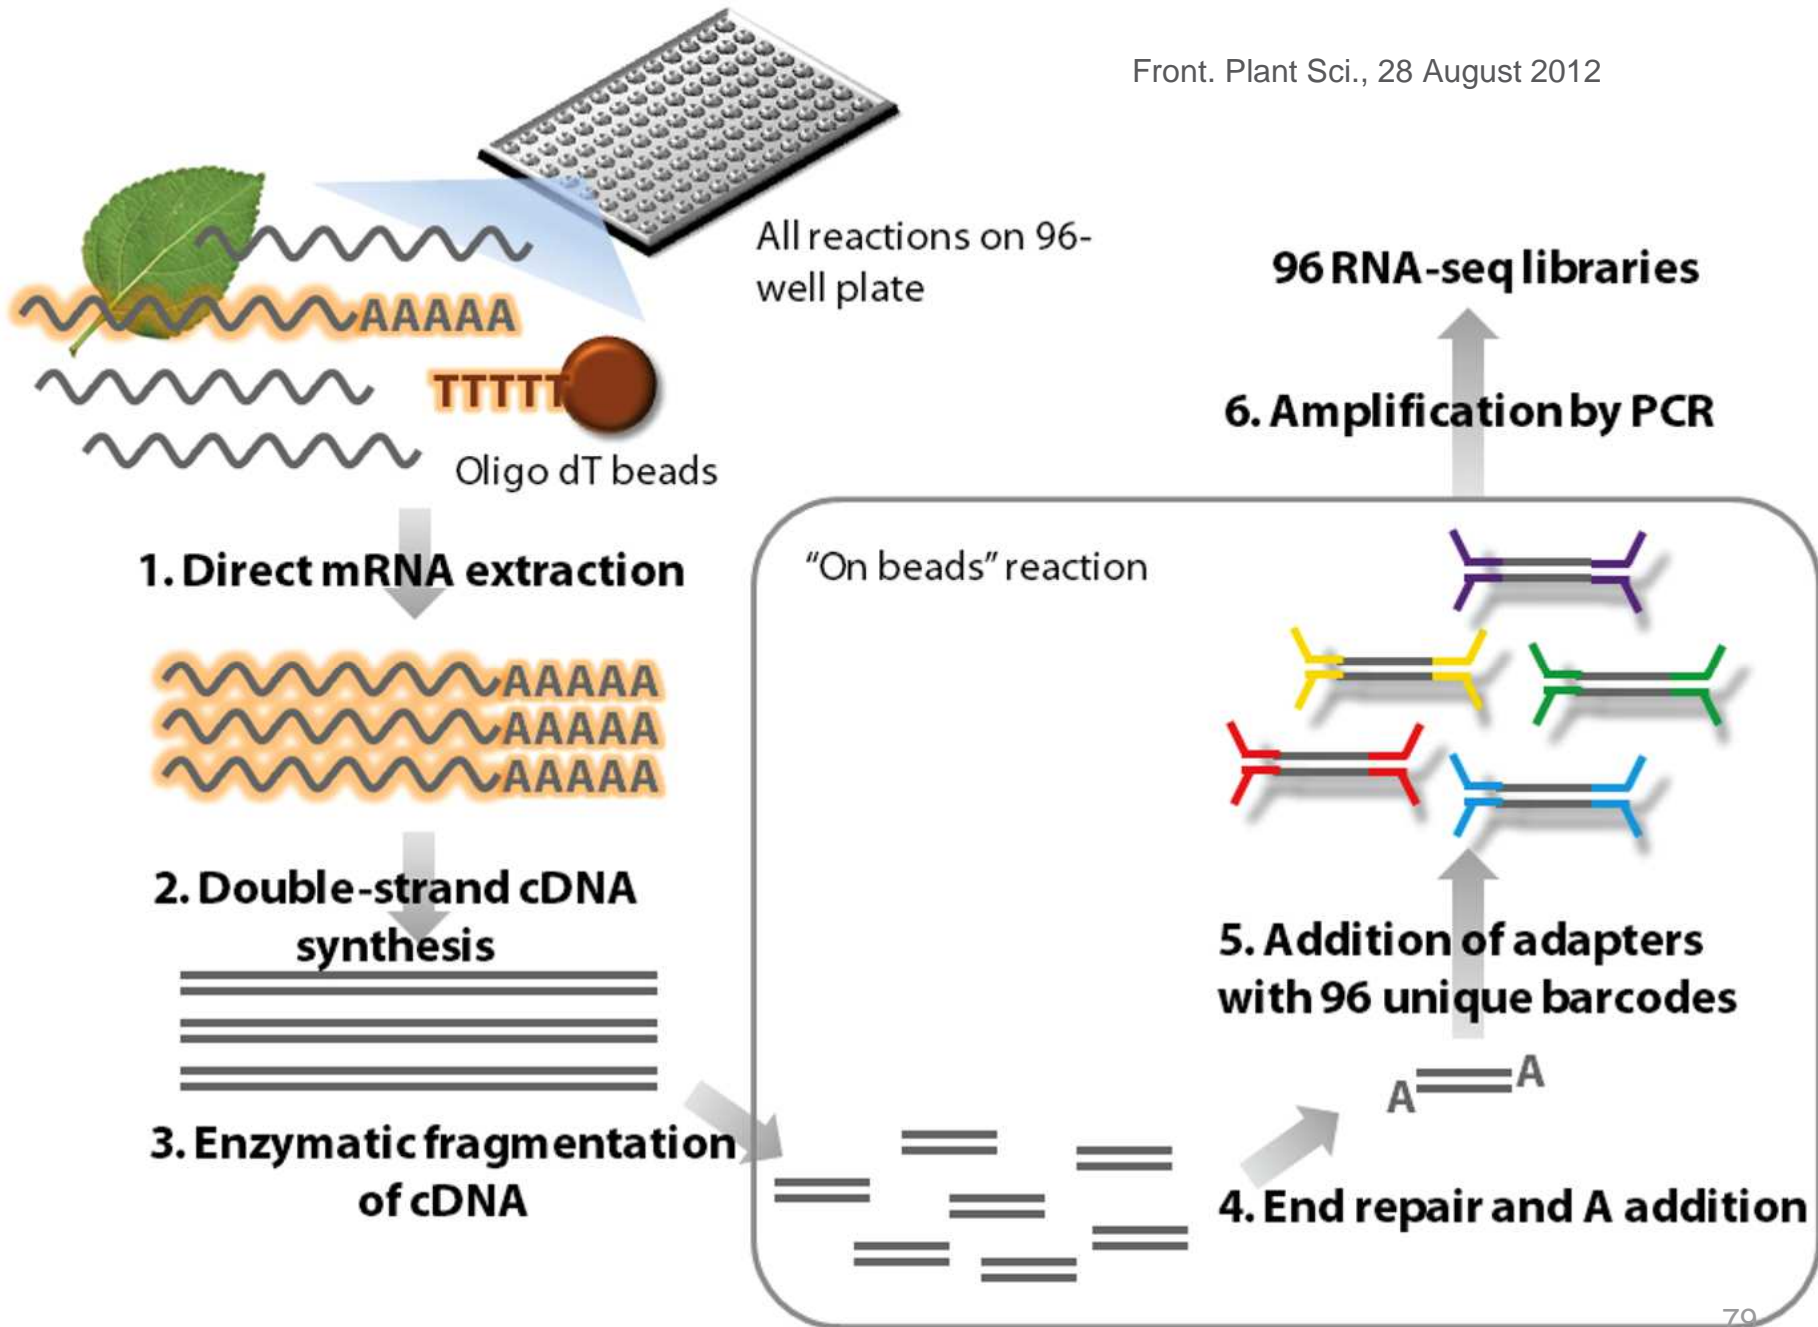 Front. Plant Sci., 28 August 2012
All reactions on 96-
well plate
AAAAA
TTTTT
Oligo dT beads
1. Direct mRNA extraction
AAAAA
AAAAA
AAAAA
2. Double-strand cDNA
synthesis
3. Enzymatic fragmentation
of cDNA
"On beads" reaction
4. End repair and A addition
A
A
5. Addition of adapters
with 96 unique barcodes
6. Amplification by PCR
96 RNA-seq libraries
79